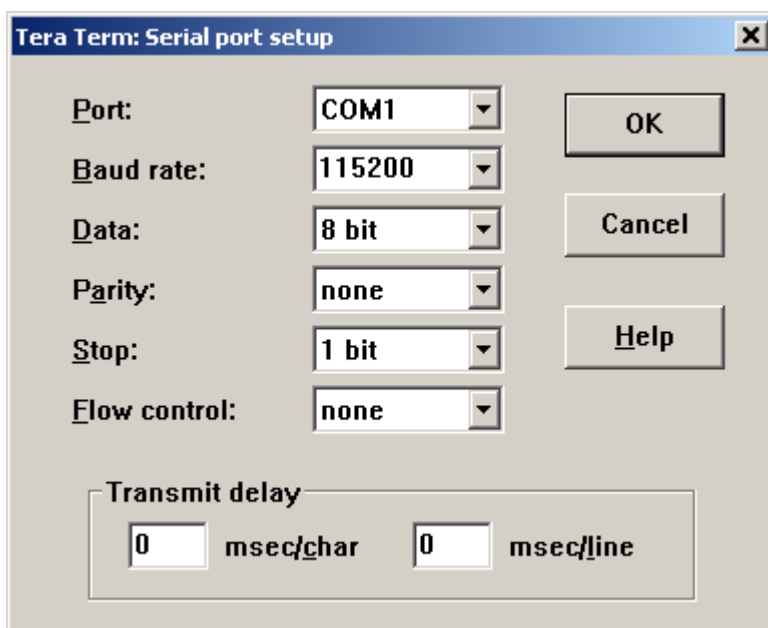 Tera Term: Serial port setup
Port: COM1
OK
Baud rate: 115200
Data: 8 bit
Cancel
Parity: none
Stop: 1 bit
Help
Flow control: none
Transmit delay
0 msec/char 0 msec/line